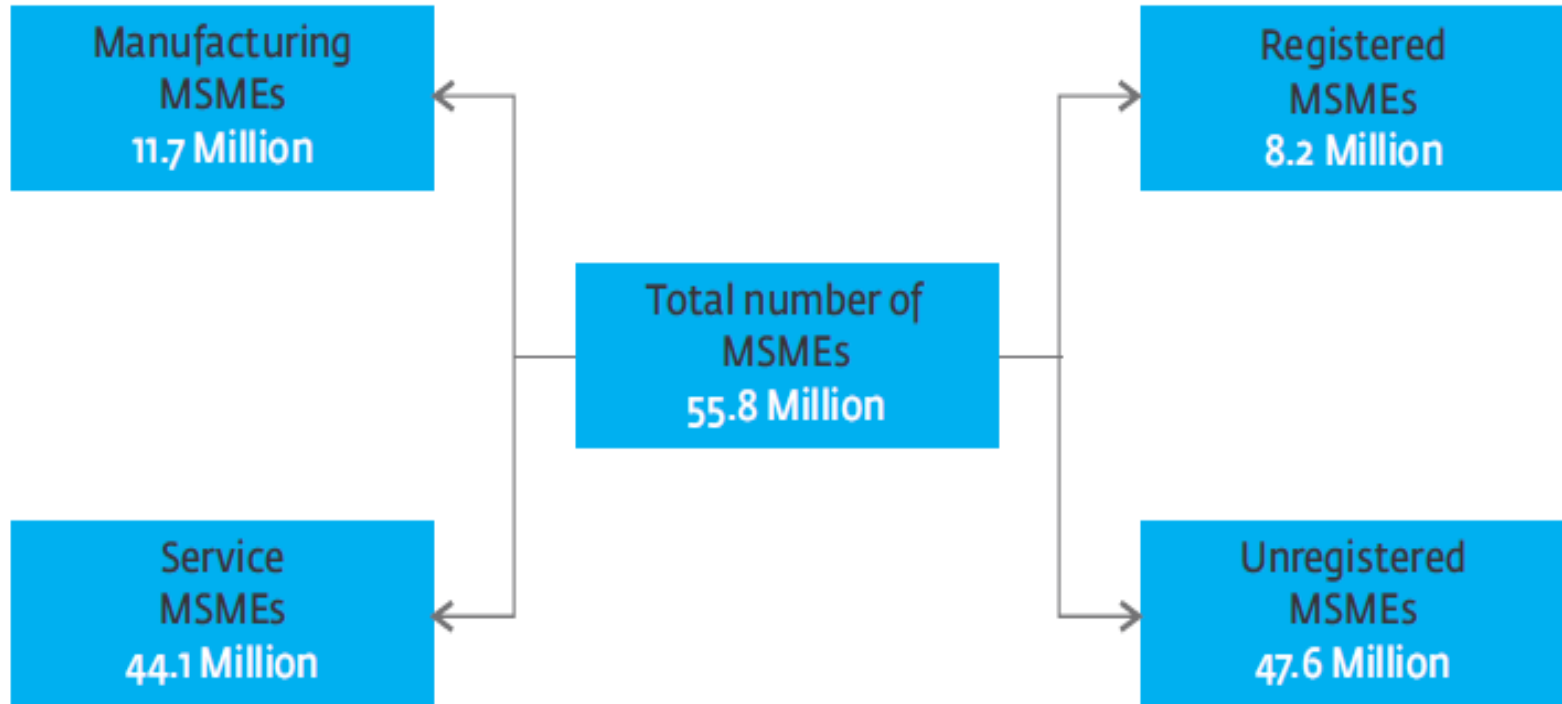 Manufacturing
MSMEs
11.7 Million
Registered
MSMEs
8.2 Million
Total number of
MSMEs
55.8 Million
Service
MSMEs
44.1 Million
Unregistered
MSMEs
47.6 Million